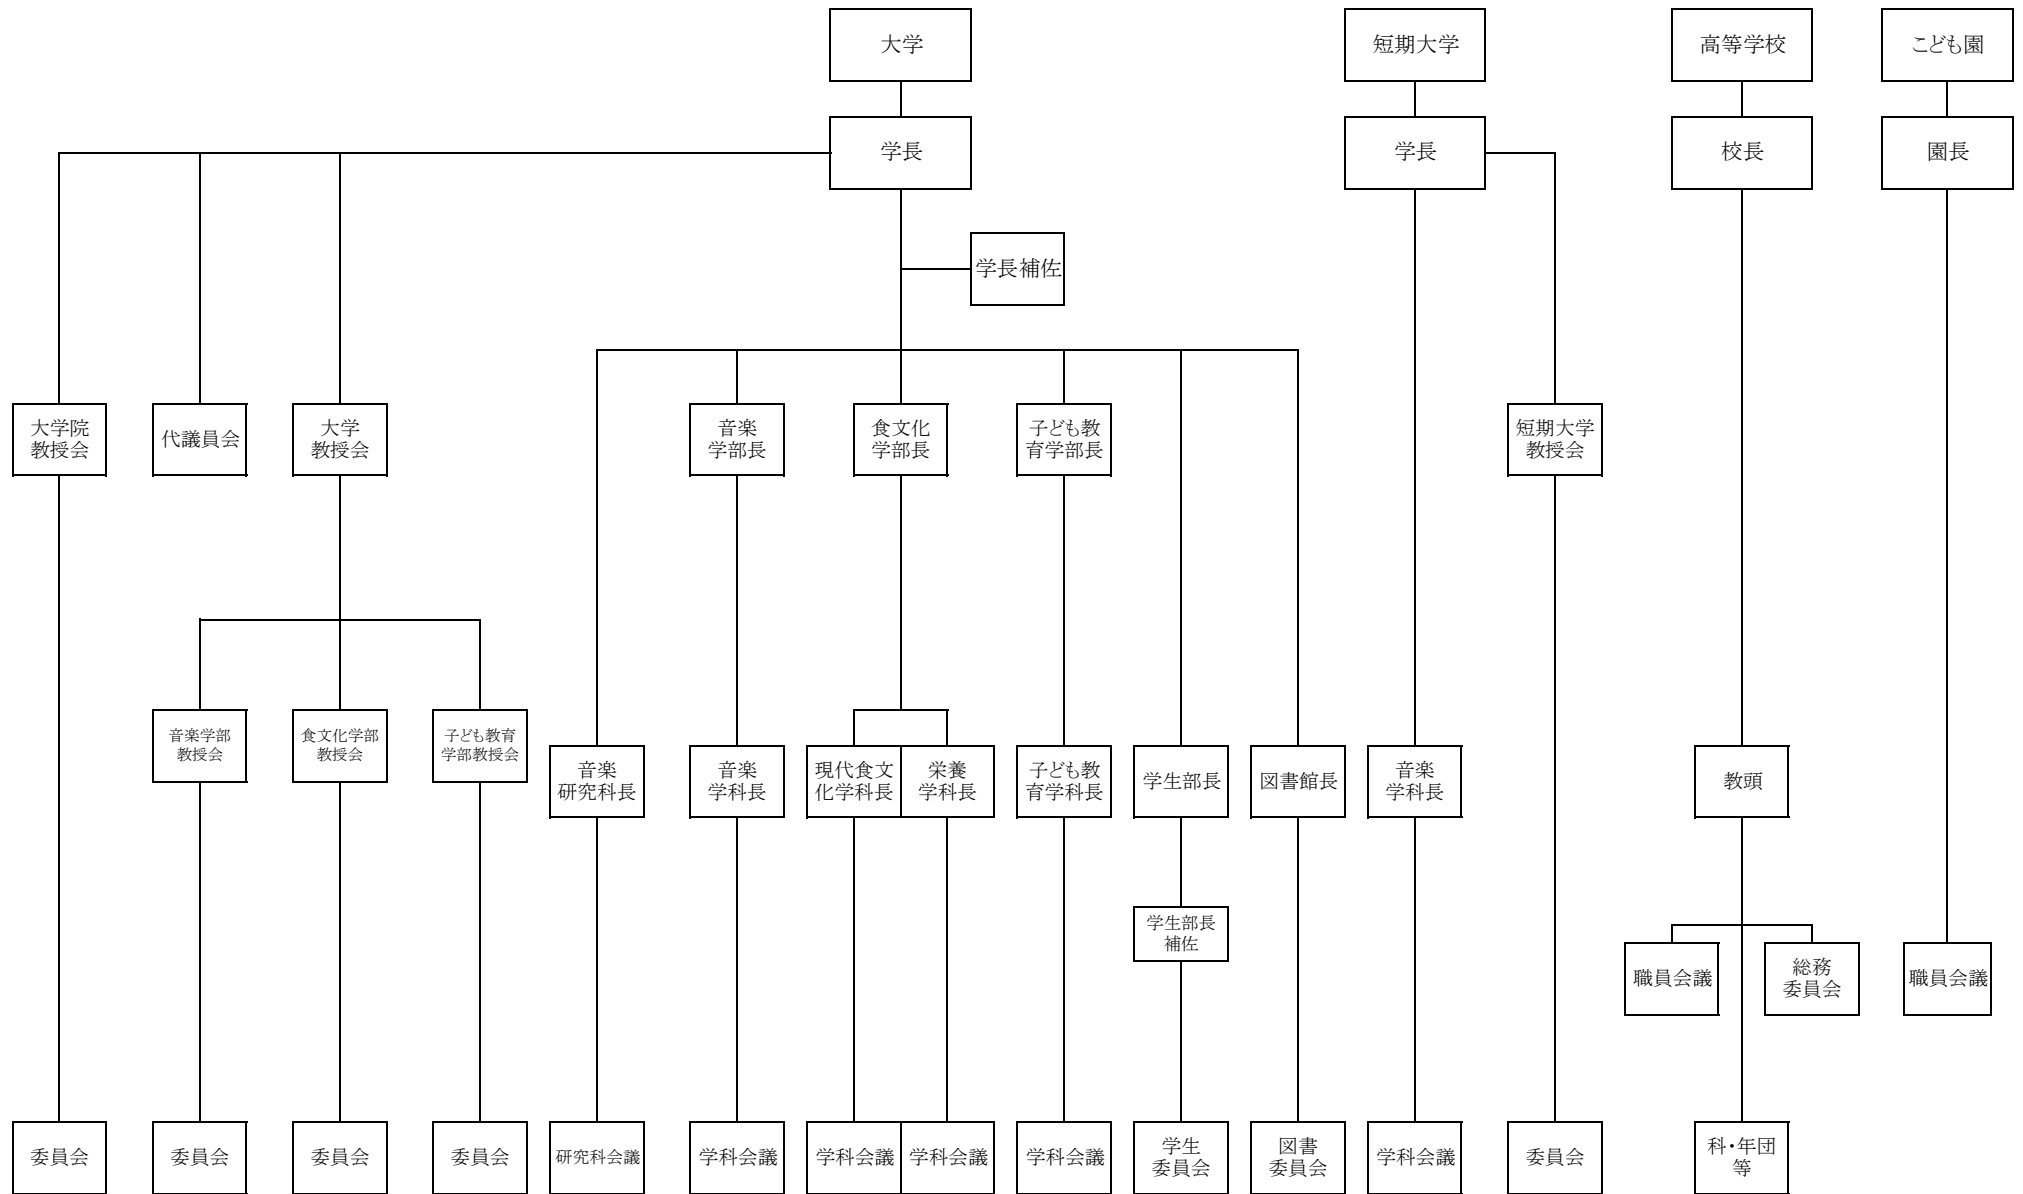 大学
短期大学
高等学校
こども園
学長
学長
校長
園長
学長補佐
大学院
教授会
代議員会
大学
教授会
音楽
学部長
食文化
学部長
子ども教
育学部長
短期大学
教授会
音楽学部
教授会
食文化学部
教授会
子ども教育
学部教授会
音楽
研究科長
音楽
学科長
現代食文
化学科長
栄養
学科長
子ども教
育学科長
学生部長
図書館長
音楽
学科長
教頭
学生部長
補佐
職員会議
総務
委員会
職員会議
委員会
委員会
委員会
委員会
研究科会議
学科会議
学科会議
学科会議
学科会議
学生
委員会
図書
委員会
学科会議
委員会
科・年団
等